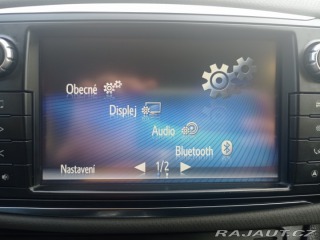 Obecné
Displej
Audio
Bluetooth
Nastavení
1/2
RAJAUT.CZ